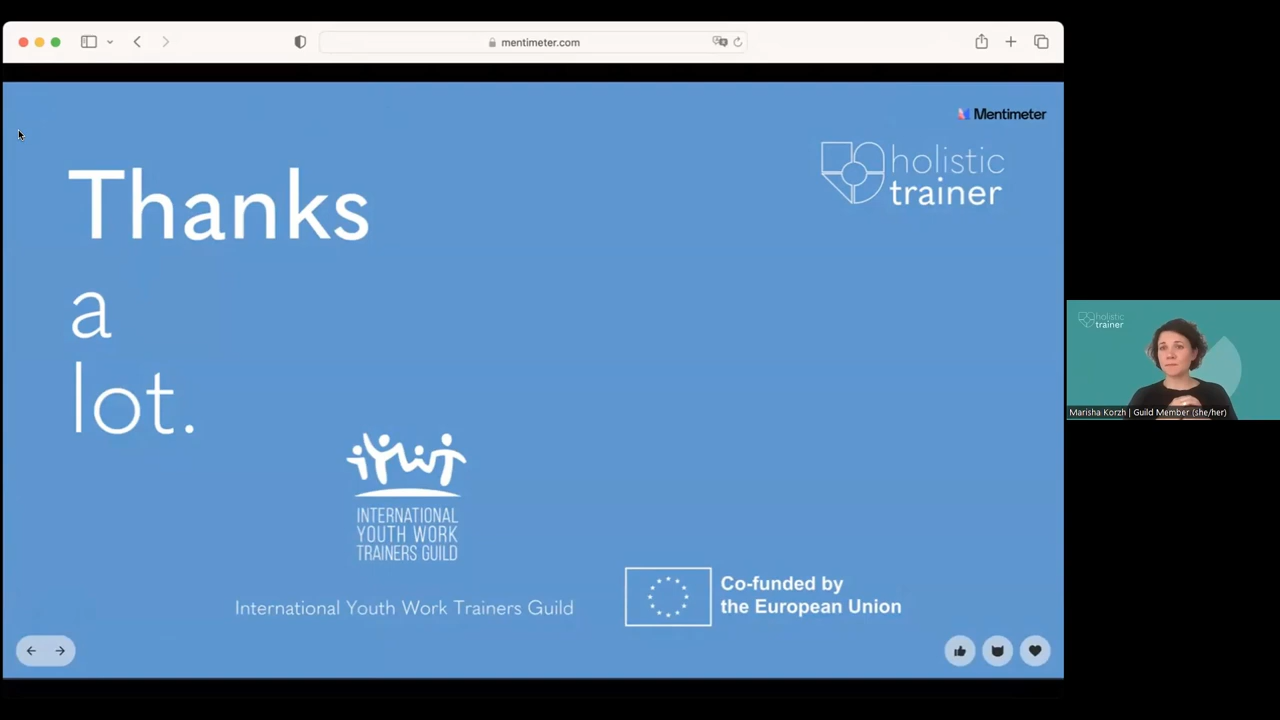 mentimeter.com
Mentimeter
holistic
trainer
Thanks
a
lot.
INTERNATIONAL
YOUTH WORK
TRAINERS GUILD
International Youth Work Trainers Guild
Co-funded by
the European Union
holistic
trainer
Marisha Korzh | Guild Member (she/her)